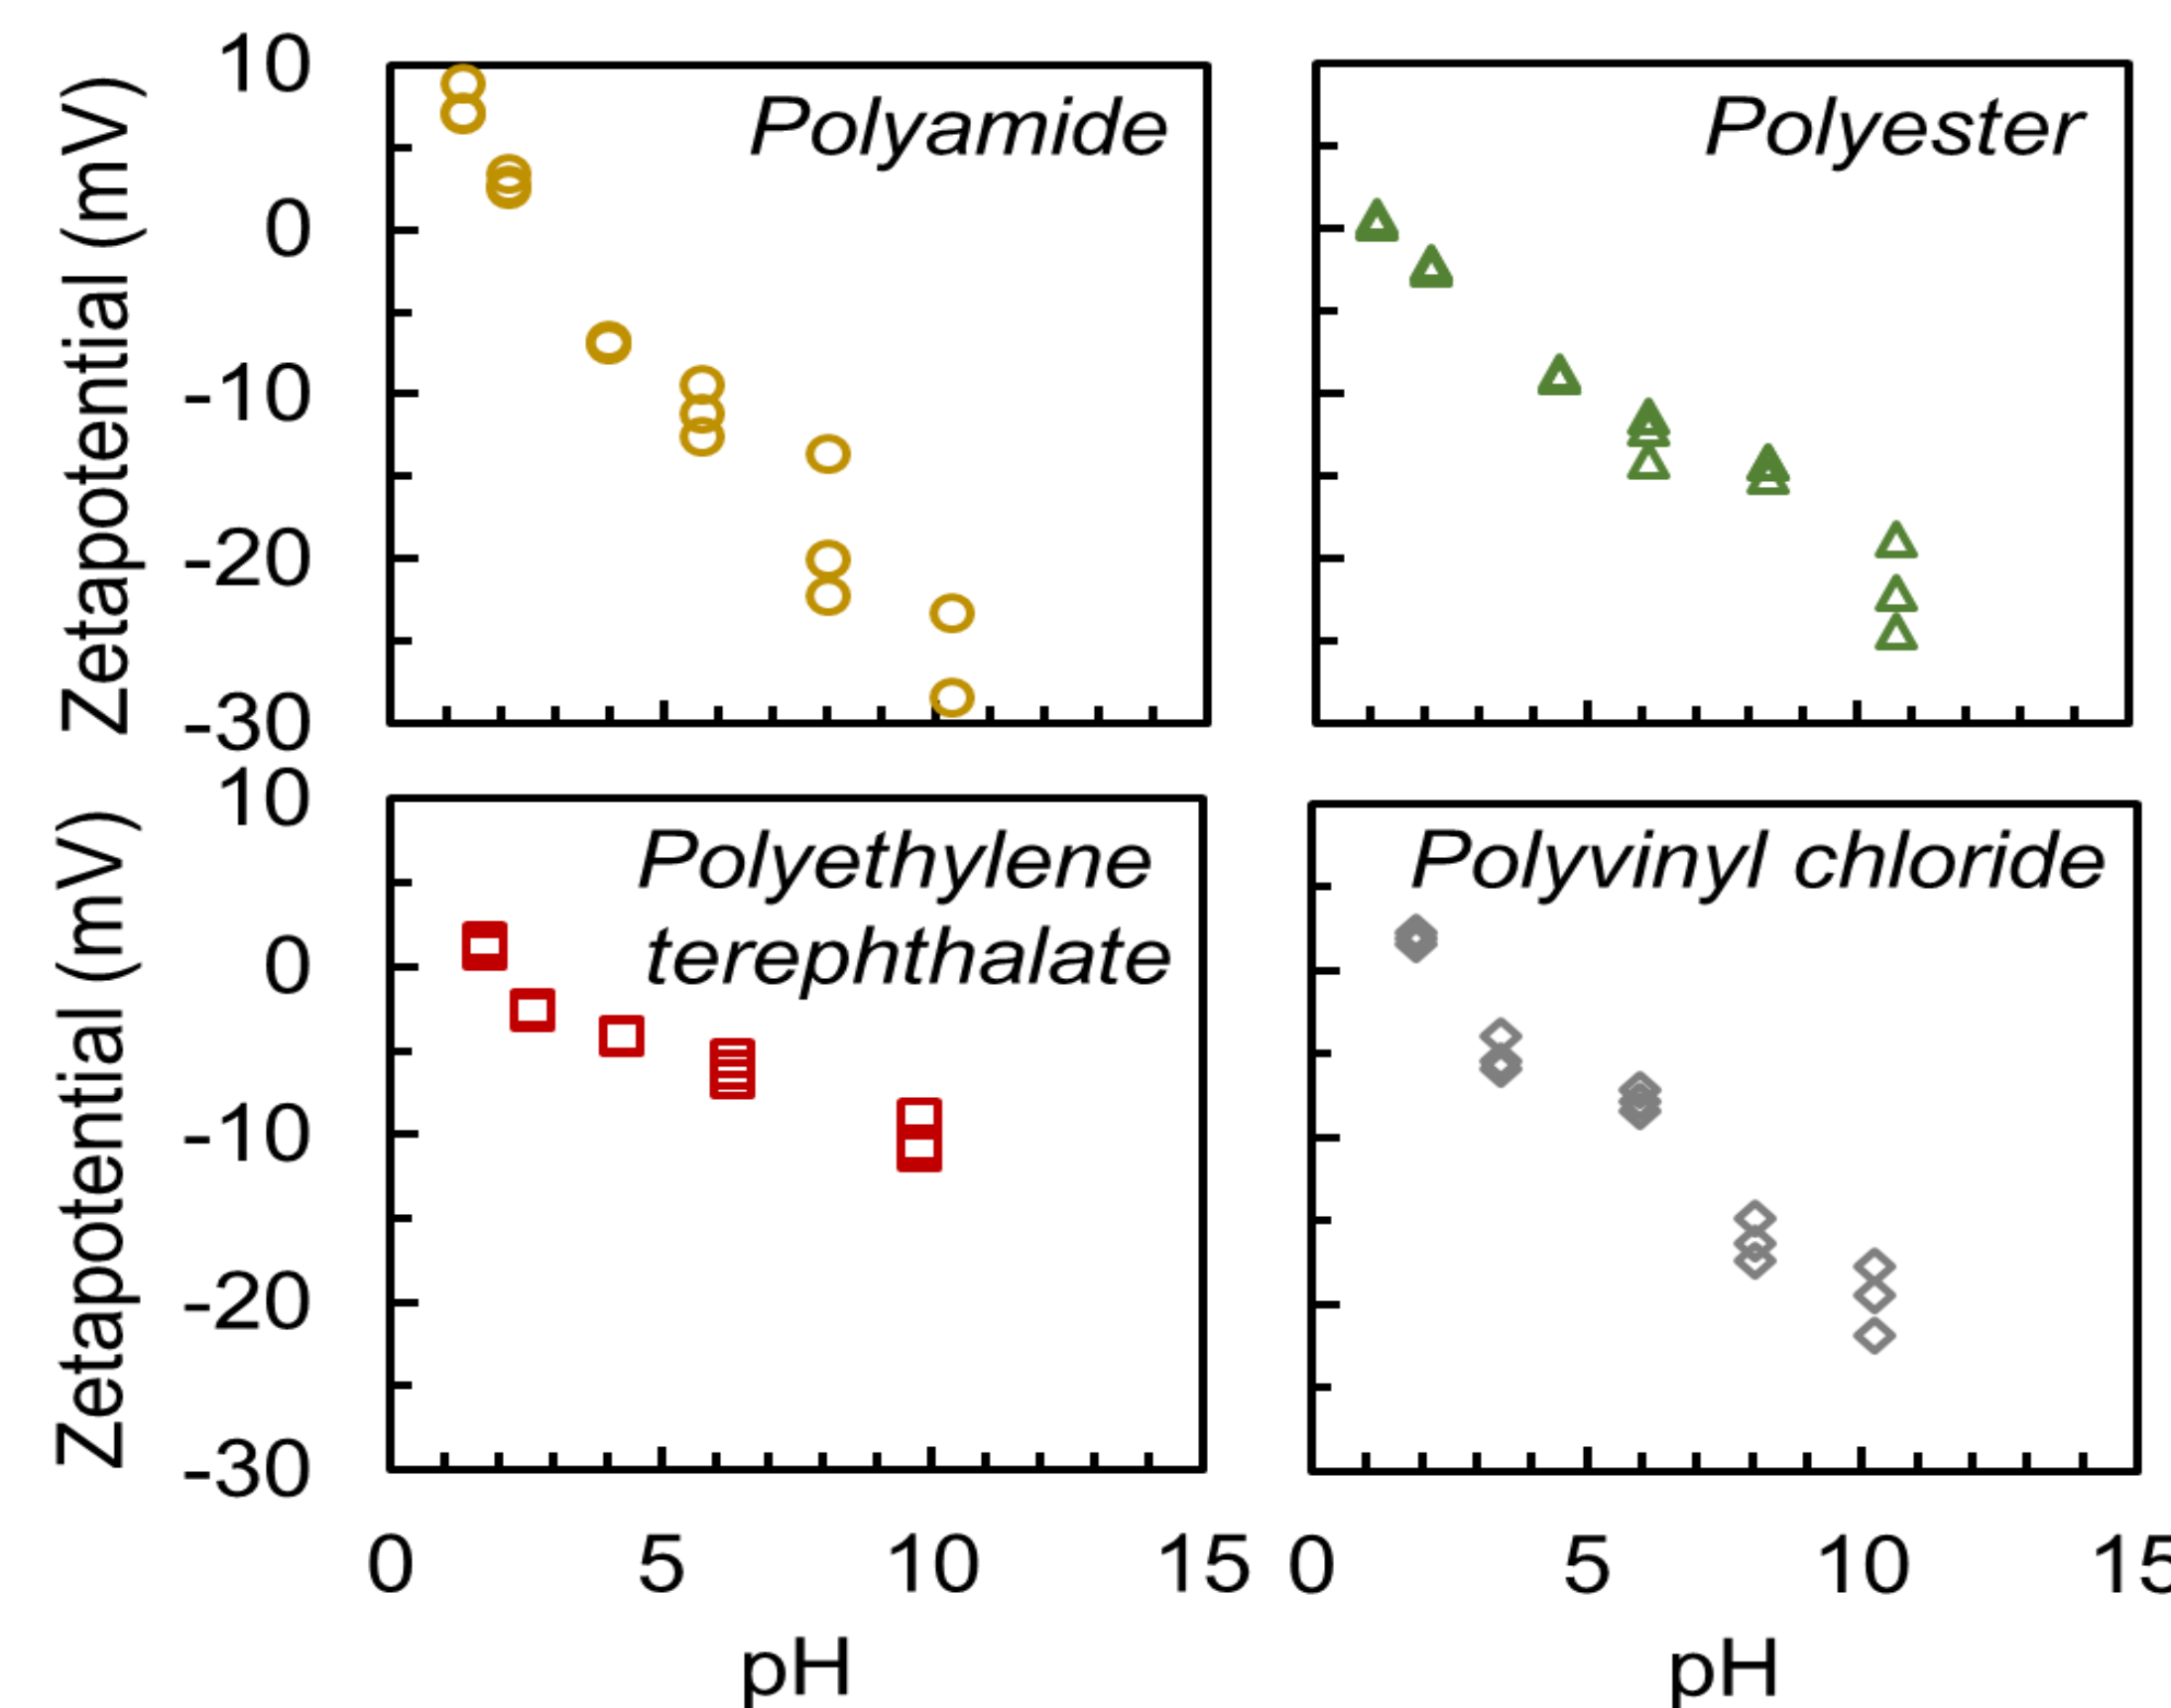 Zetapotential (mV)
10
0
-10
-20
-30
Polyamide
Polyester
Zetapotential (mV)
10
0
-10
-20
-30
Polyethylene
terephthalate
Polyvinyl chloride
0 5 10 15 0 5 10 15
pH pH